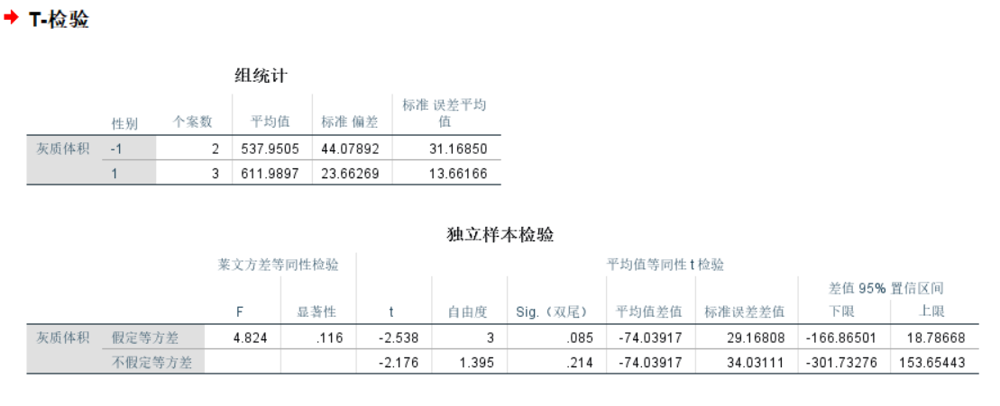 T-检验
组统计
性别 个案数 平均值 标准 偏差 标准 误差平均值
灰质体积 -1 2 537.9505 44.07892 31.16850
1 3 611.9897 23.66269 13.66166
独立样本检验
莱文方差等同性检验 平均值等同性 t 检验
差值 95% 置信区间
F 显著性 t 自由度 Sig.（双尾） 平均值差值 标准误差差值 下限 上限
灰质体积 假定等方差 4.824 .116 -2.538 3 .085 -74.03917 29.16808 -166.86501 18.78668
不假定等方差 -2.176 1.395 .214 -74.03917 34.03111 -301.73276 153.65443